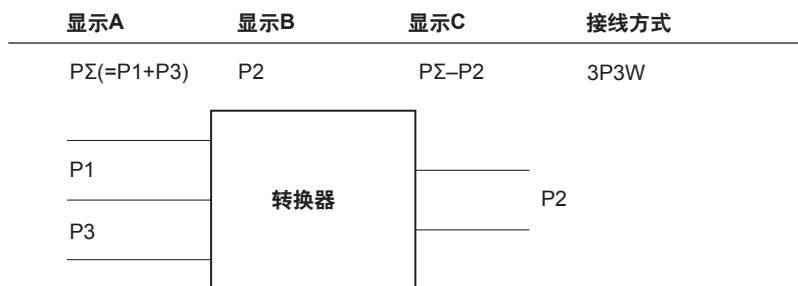 显示A 显示B 显示C 接线方式
PΣ(=P1+P3) P2 PΣ–P2 3P3W
P1
转换器
P2
P3